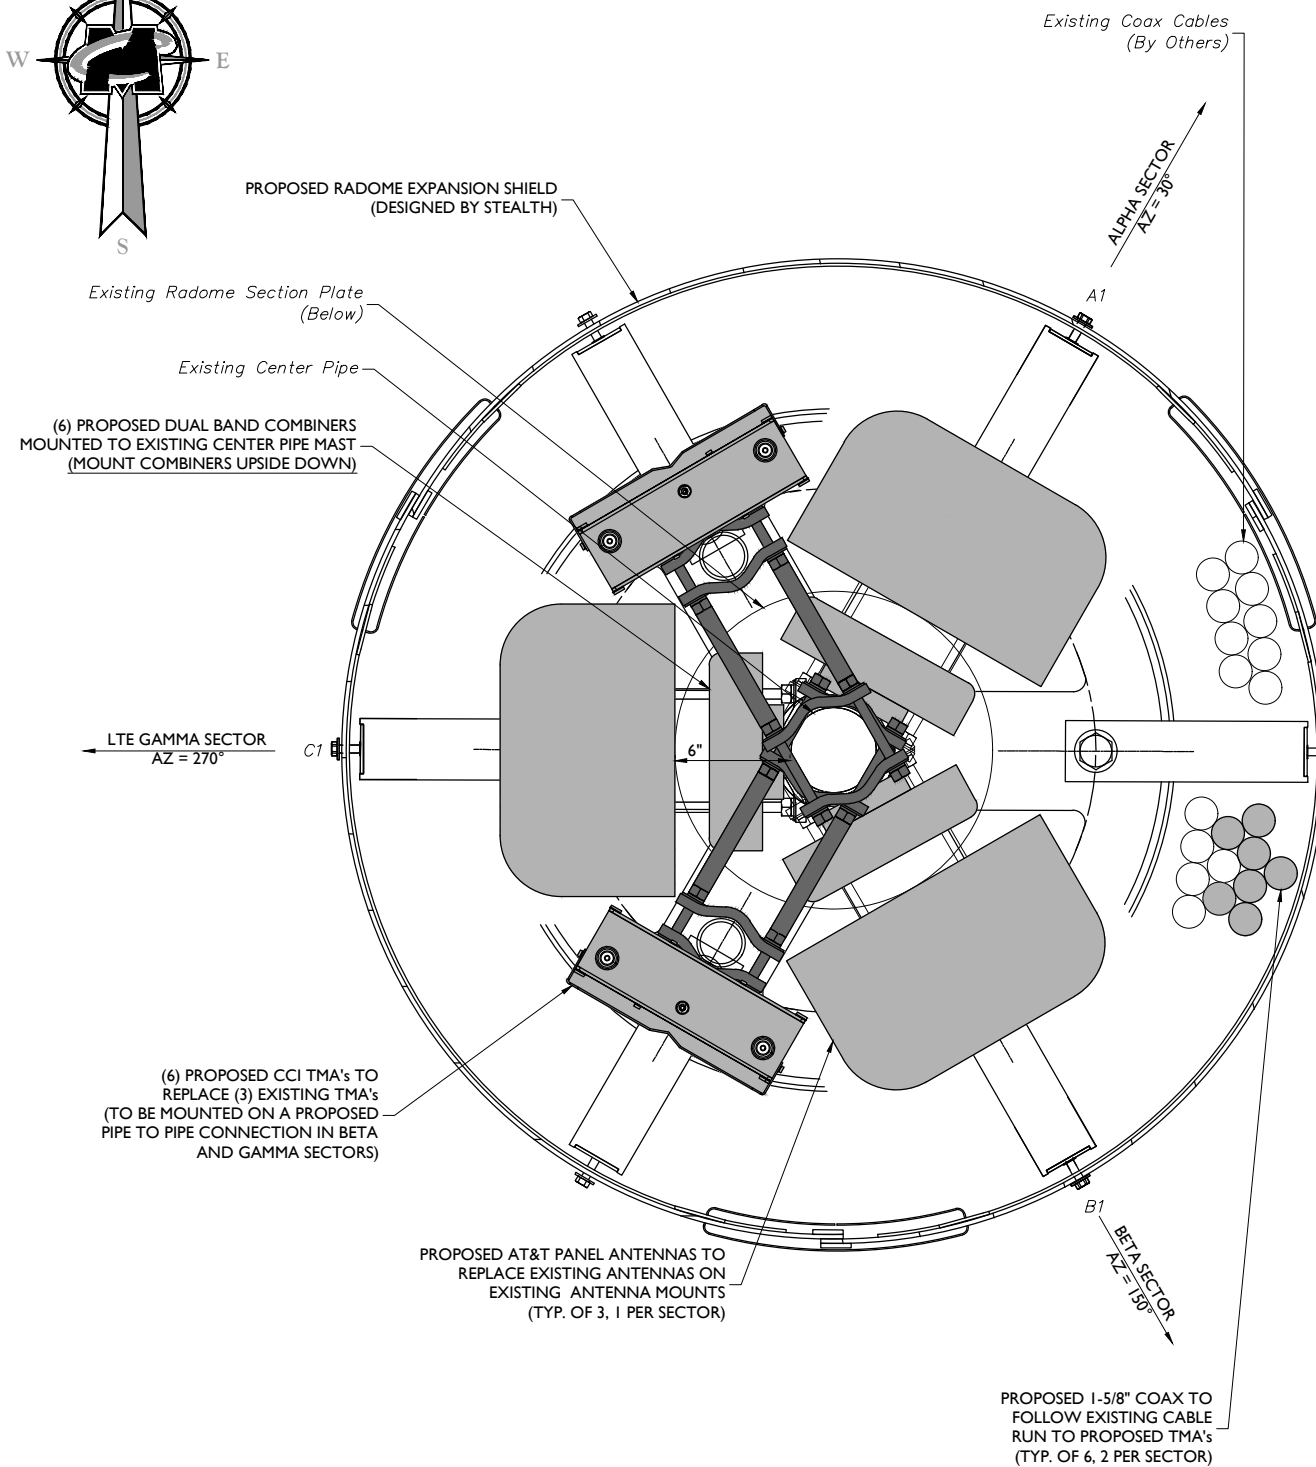 Existing Coax Cables
(By Others)
W
E
S
ALPHA SECTOR
AZ = 30°
PROPOSED RADOME EXPANSION SHIELD
(DESIGNED BY STEALTH)
A1
Existing Radome Section Plate
(Below)
Existing Center Pipe
(6) PROPOSED DUAL BAND COMBINERS
MOUNTED TO EXISTING CENTER PIPE MAST
(MOUNT COMBINERS UPSIDE DOWN)
LTE GAMMA SECTOR
AZ = 270°
C1
6"
(6) PROPOSED CCI TMA's TO
REPLACE (3) EXISTING TMA's
(TO BE MOUNTED ON A PROPOSED
PIPE TO PIPE CONNECTION IN BETA
AND GAMMA SECTORS)
B1
BETA SECTOR
AZ = 150°
PROPOSED AT&T PANEL ANTENNAS TO
REPLACE EXISTING ANTENNAS ON
EXISTING ANTENNA MOUNTS
(TYP. OF 3, 1 PER SECTOR)
PROPOSED 1-5/8" COAX TO
FOLLOW EXISTING CABLE
RUN TO PROPOSED TMA's
(TYP. OF 6, 2 PER SECTOR)